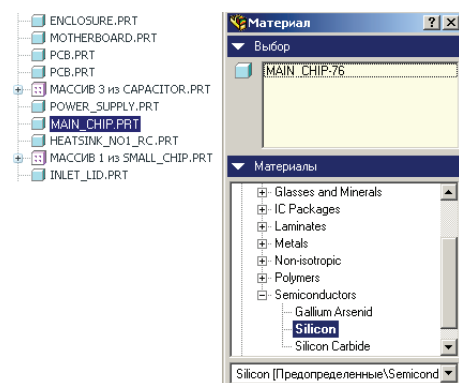 ENCLOSURE.PRT
MOTHERBOARD.PRT
PCB.PRT
PCB.PRT
МАССИВ 3 из CAPACITOR.PRT
POWER_SUPPLY.PRT
MAIN_CHIP.PRT
HEATSINK_NO1_RC.PRT
МАССИВ 1 из SMALL_CHIP.PRT
INLET_LID.PRT
Материал
Выбор
MAIN_CHIP-76
Материалы
Glasses and Minerals
IC Packages
Laminates
Metals
Non-isotropic
Polymers
Semiconductors
Gallium Arsenid
Silicon
Silicon Carbide
Silicon [Предопределенные\Semicond